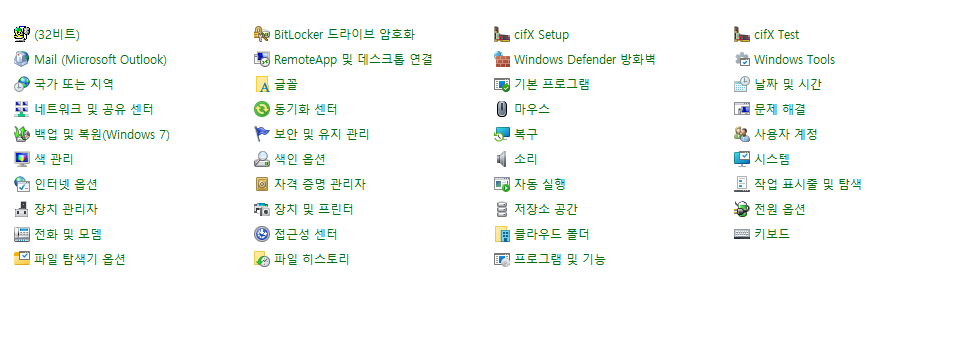 (32비트)
BitLocker 드라이브 암호화
cifX Setup
cifX Test
Mail (Microsoft Outlook)
RemoteApp 및 데스크톱 연결
Windows Defender 방화벽
Windows Tools
국가 또는 지역
글꼴
기본 프로그램
날짜 및 시간
네트워크 및 공유 센터
동기화 센터
마우스
문제 해결
백업 및 복원(Windows 7)
보안 및 유지 관리
복구
사용자 계정
색 관리
색인 옵션
소리
시스템
인터넷 옵션
자격 증명 관리자
자동 실행
작업 표시줄 및 탐색
장치 관리자
장치 및 프린터
저장소 공간
전원 옵션
전화 및 모뎀
접근성 센터
클라우드 폴더
키보드
파일 탐색기 옵션
파일 히스토리
프로그램 및 기능